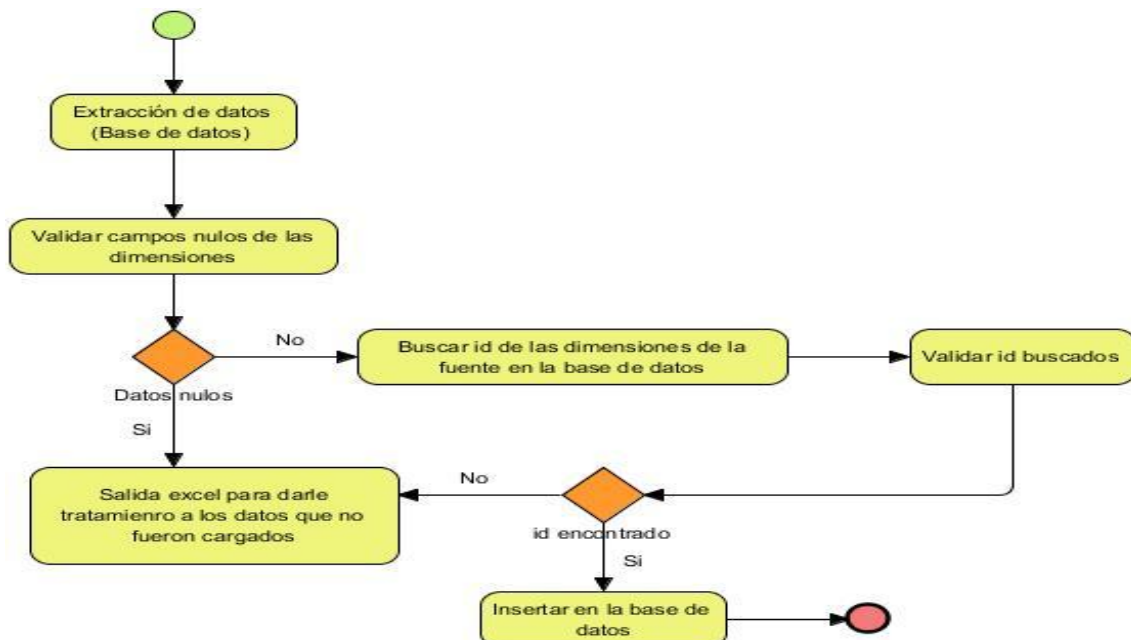 Extracción de datos
(Base de datos)
Validar campos nulos de las
dimensiones
No
Buscar id de las dimensiones de la
fuente en la base de datos
Validar id buscados
Datos nulos
Si
Salida excel para darle
tratamienro a los datos que no
fueron cargados
No
id encontrado
Si
Insertar en la base de
datos